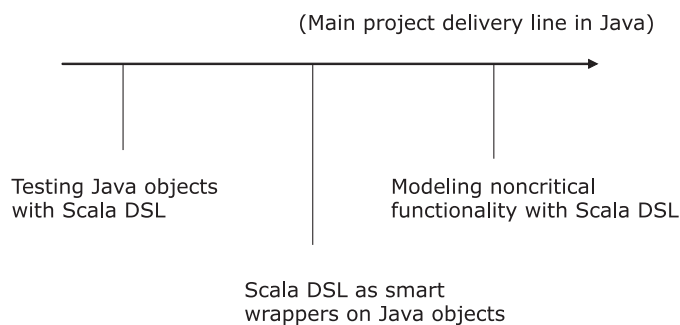 (Main project delivery line in Java)
Testing Java objects
with Scala DSL
Modeling noncritical
functionality with Scala DSL
Scala DSL as smart
wrappers on Java objects